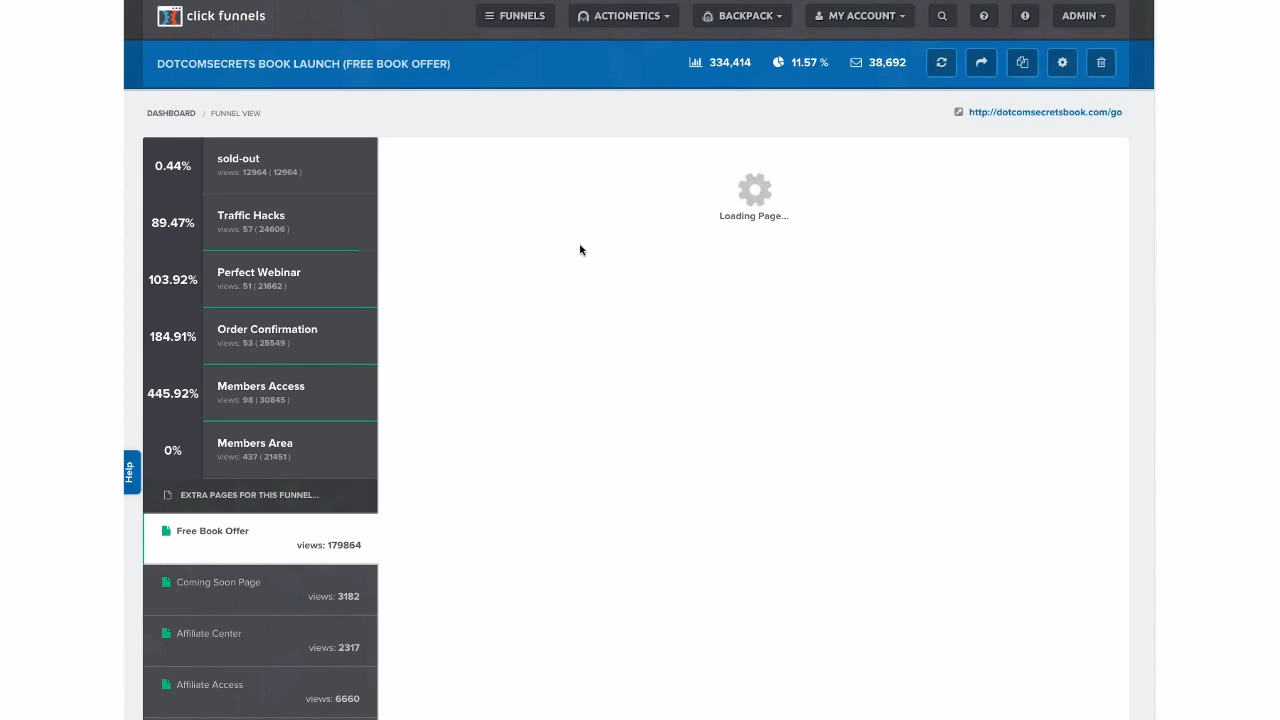 click funnels
FUNNELS
ACTIONETICS
BACKPACK
MY ACCOUNT
ADMIN
DOTCOMSECRETS BOOK LAUNCH (FREE BOOK OFFER)
334,414
11.57 %
38,692
DASHBOARD / FUNNEL VIEW
http://dotcomsecretsbook.com/go
0.44%
sold-out
views: 12964 ( 12964 )
89.47%
Traffic Hacks
views: 57 ( 24606 )
103.92%
Perfect Webinar
views: 51 ( 21662 )
184.91%
Order Confirmation
views: 53 ( 25549 )
445.92%
Members Access
views: 98 ( 30845 )
0%
Members Area
views: 437 ( 21451 )
Loading Page...
Help
EXTRA PAGES FOR THIS FUNNEL...
Free Book Offer
views: 179864
Coming Soon Page
views: 3182
Affiliate Center
views: 2317
Affiliate Access
views: 6660